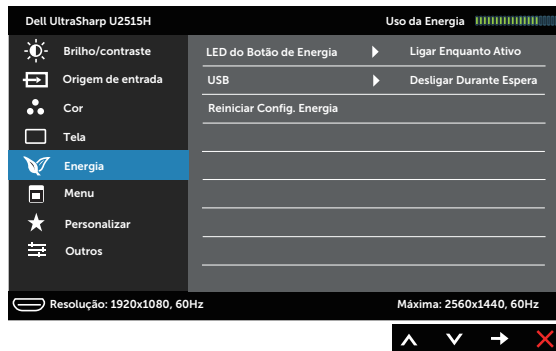 Dell UltraSharp U2515H
Uso da Energia
Brilho/contraste
LED do Botão de Energia
Ligar Enquanto Ativo
Origem de entrada
USB
Desligar Durante Espera
Cor
Reiniciar Config. Energia
Tela
Energia
Menu
Personalizar
Outros
Resolução: 1920x1080, 60Hz
Máxima: 2560x1440, 60Hz